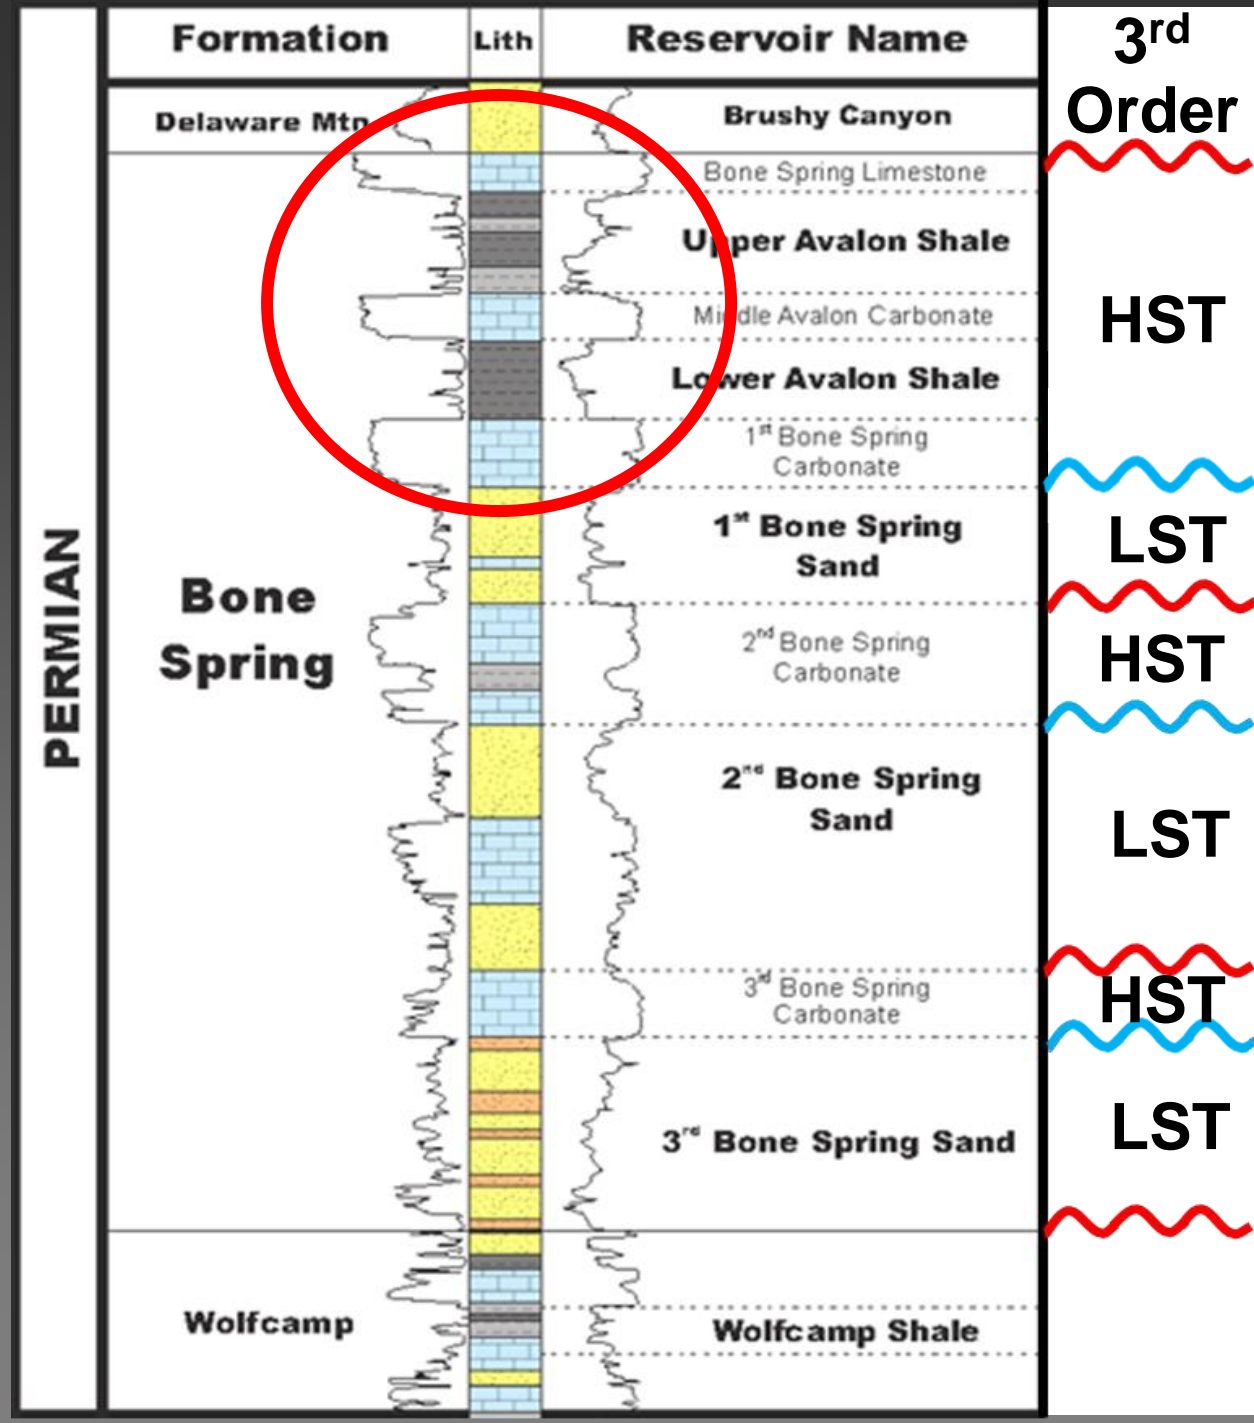 Formation Lith Reservoir Name 3rd Order
Delaware Mtn Brushy Canyon
Bone Spring Limestone
Upper Avalon Shale
Middle Avalon Carbonate
HST
Lower Avalon Shale
1st Bone Spring
Carbonate
1st Bone Spring
Sand
LST
PERMIAN
Bone
Spring
2nd Bone Spring
Carbonate
HST
2nd Bone Spring
Sand
LST
3rd Bone Spring
Carbonate
HST
3rd Bone Spring Sand
LST
Wolfcamp
Wolfcamp Shale